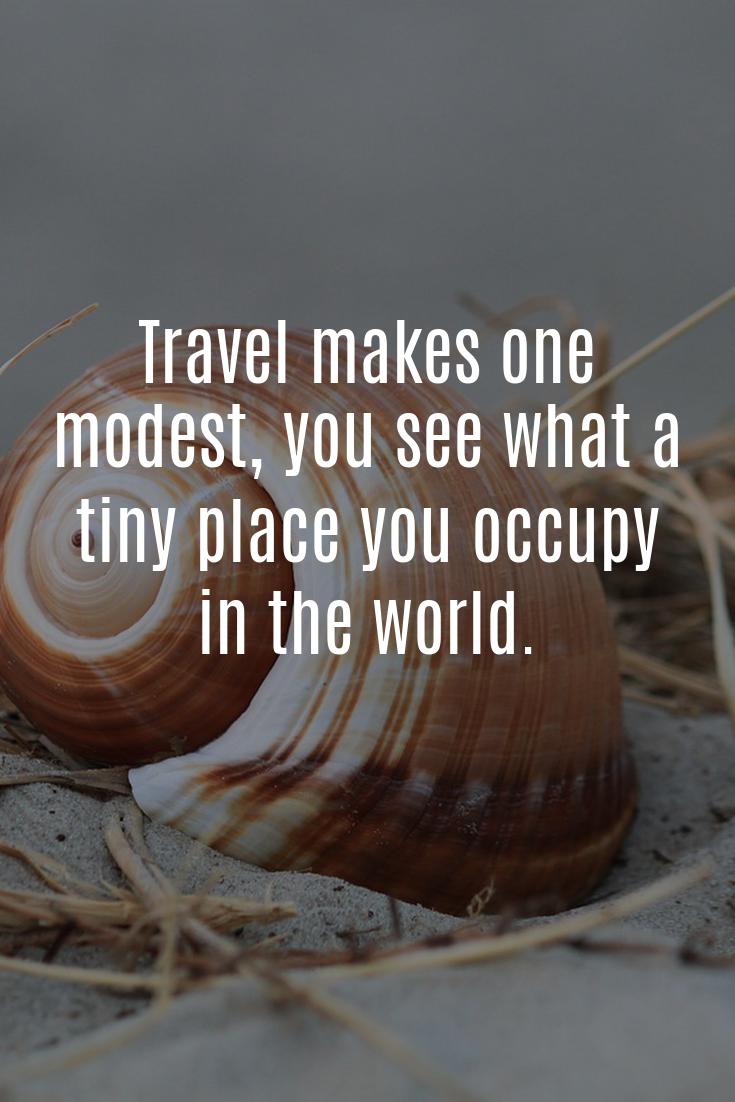 Travel makes one
modest, you see what a
tiny place you occupy
in the world.